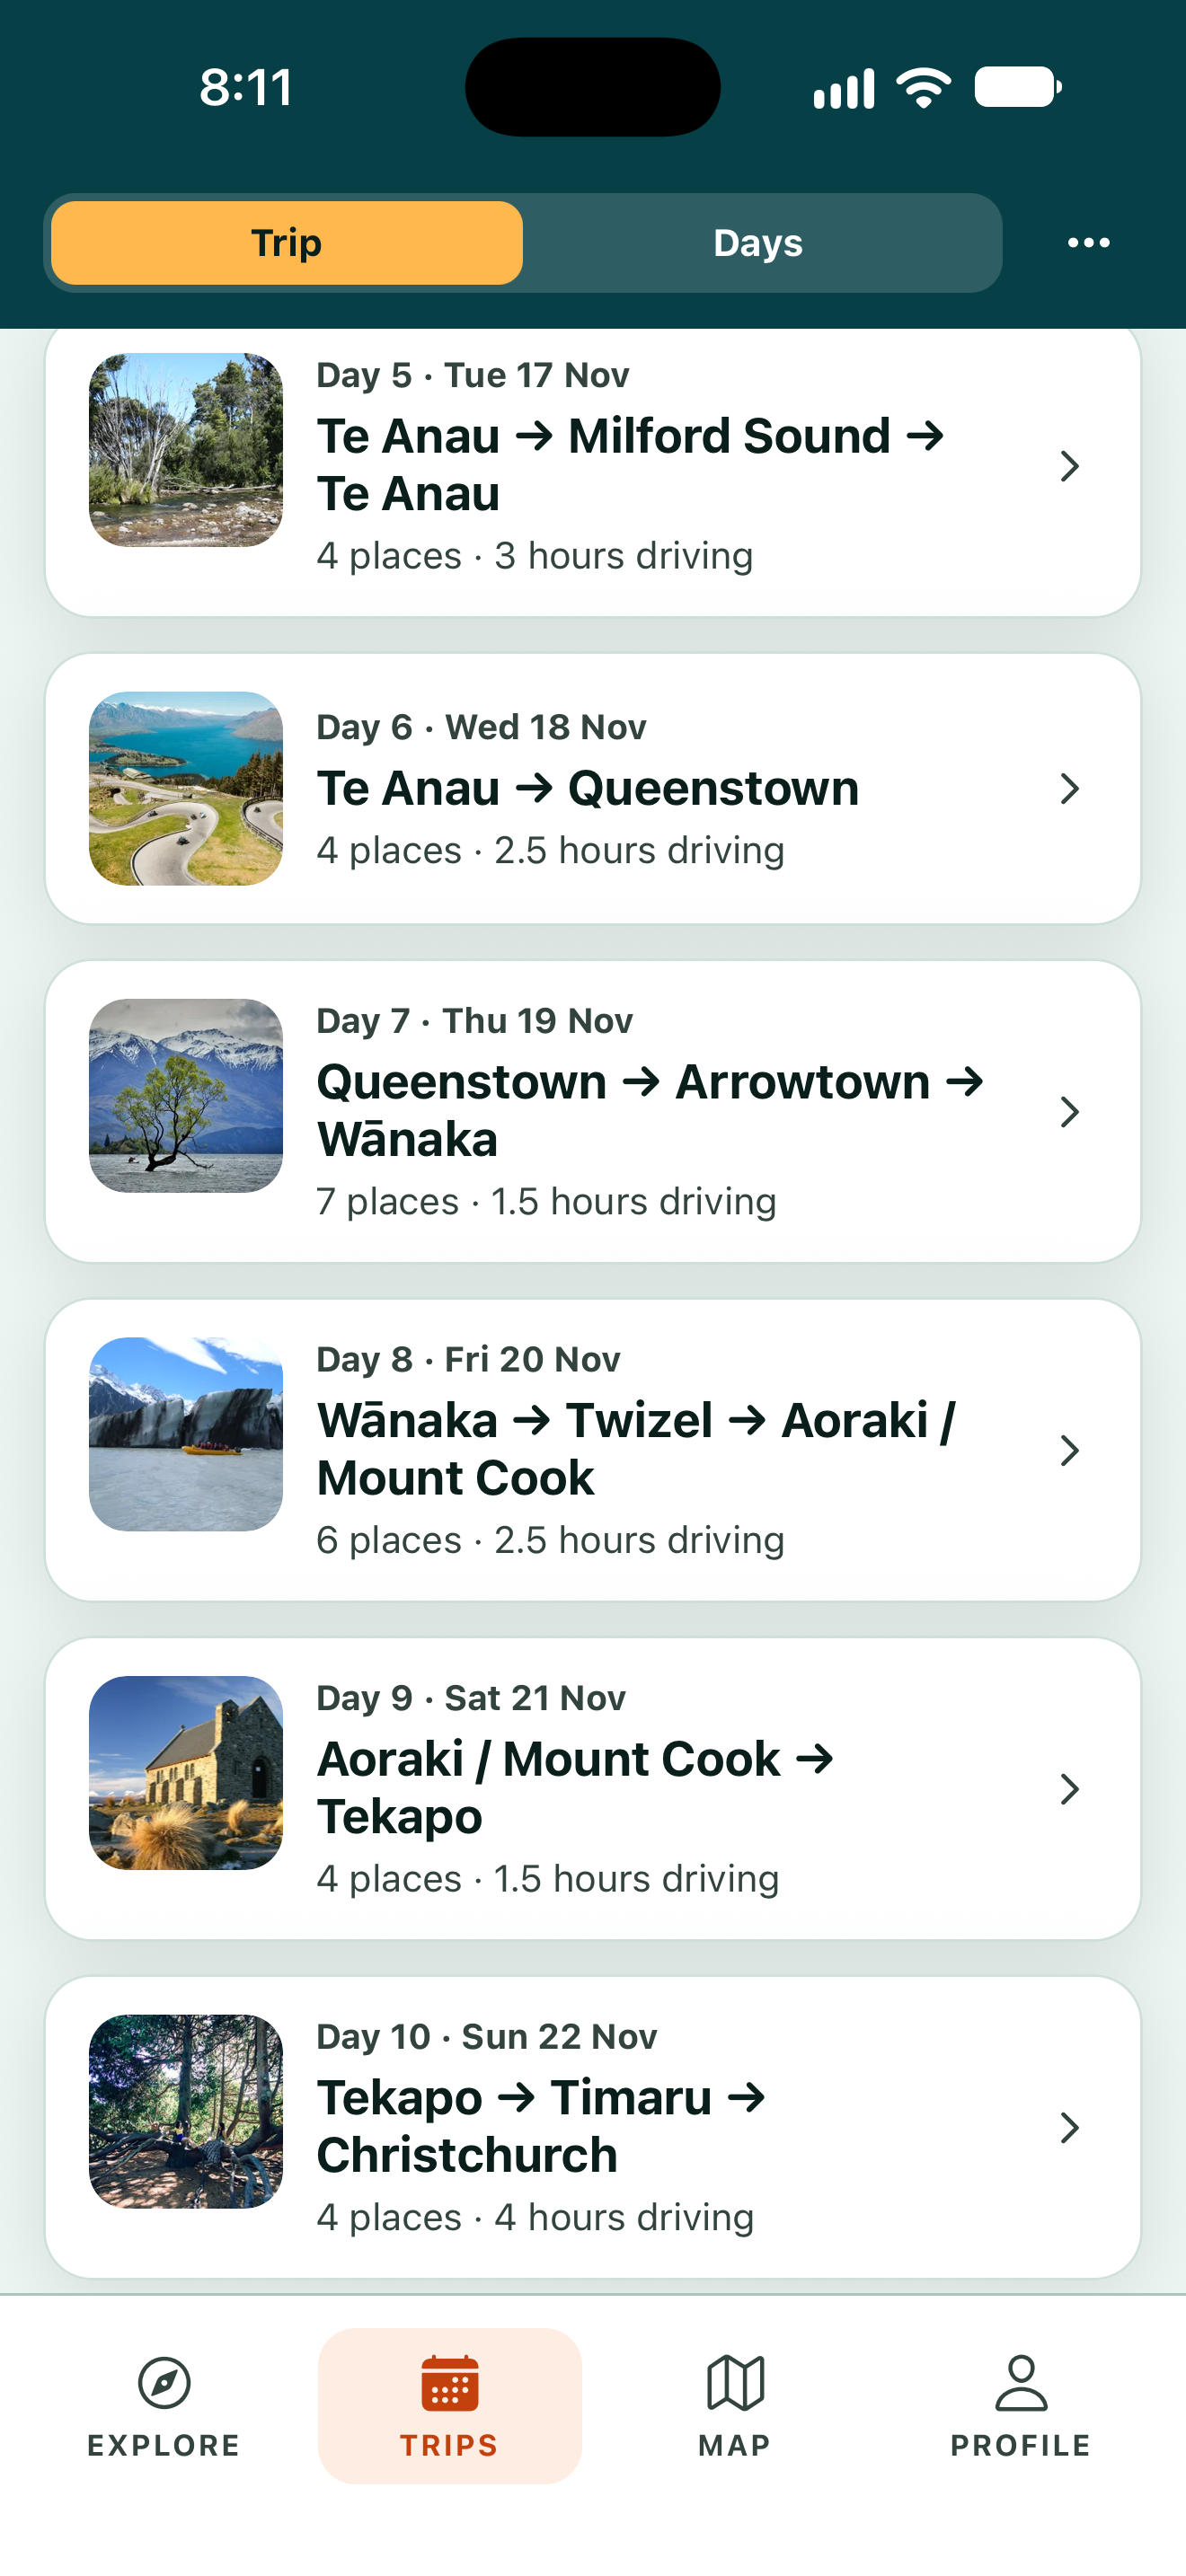 8:11
Trip
Days
Day 5 · Tue 17 Nov
Te Anau → Milford Sound →
Te Anau
4 places · 3 hours driving
Day 6 · Wed 18 Nov
Te Anau → Queenstown
4 places · 2.5 hours driving
Day 7 · Thu 19 Nov
Queenstown → Arrowtown →
Wānaka
7 places · 1.5 hours driving
Day 8 · Fri 20 Nov
Wānaka → Twizel → Aoraki /
Mount Cook
6 places · 2.5 hours driving
Day 9 · Sat 21 Nov
Aoraki / Mount Cook →
Tekapo
4 places · 1.5 hours driving
Day 10 · Sun 22 Nov
Tekapo → Timaru →
Christchurch
4 places · 4 hours driving
EXPLORE
TRIPS
MAP
PROFILE